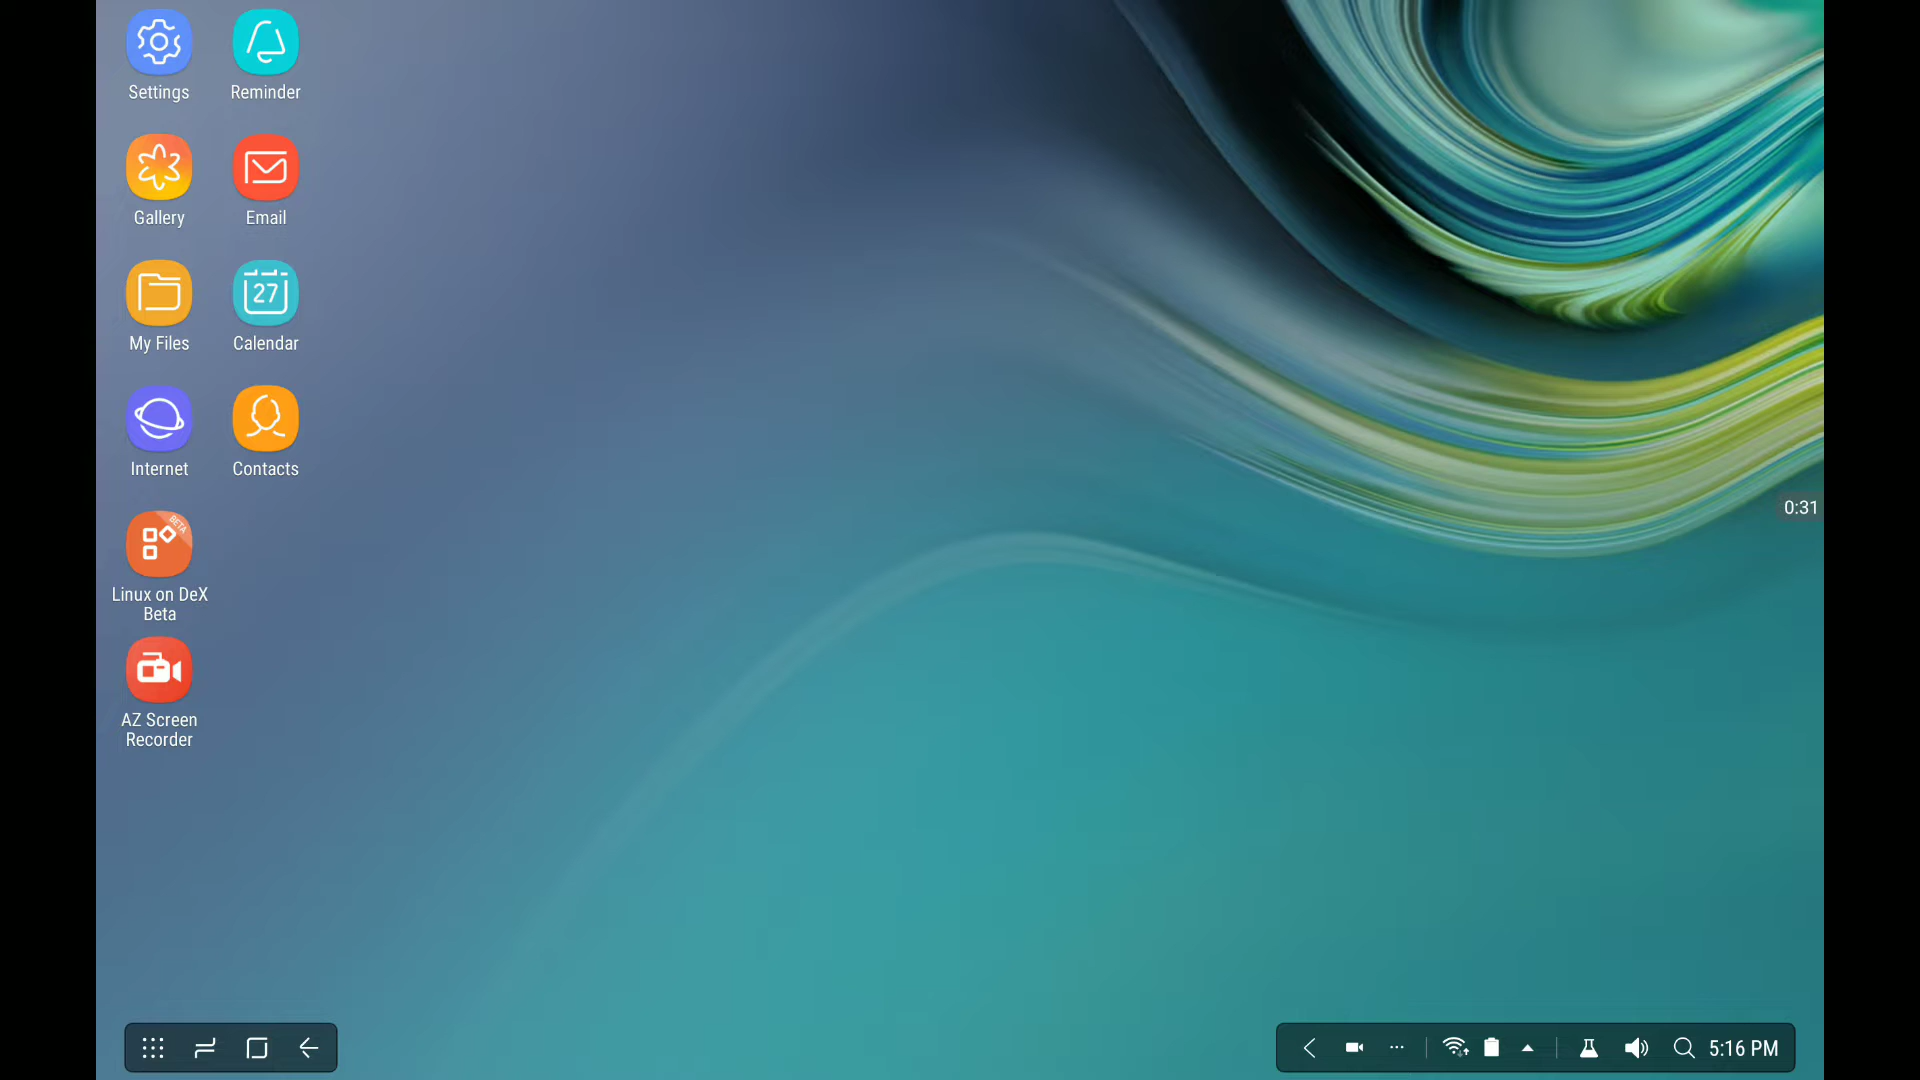 Settings
Reminder
Gallery
Email
My Files
27
Calendar
Internet
Contacts
BETA
Linux on DeX
Beta
AZ Screen
Recorder
0:31
5:16 PM